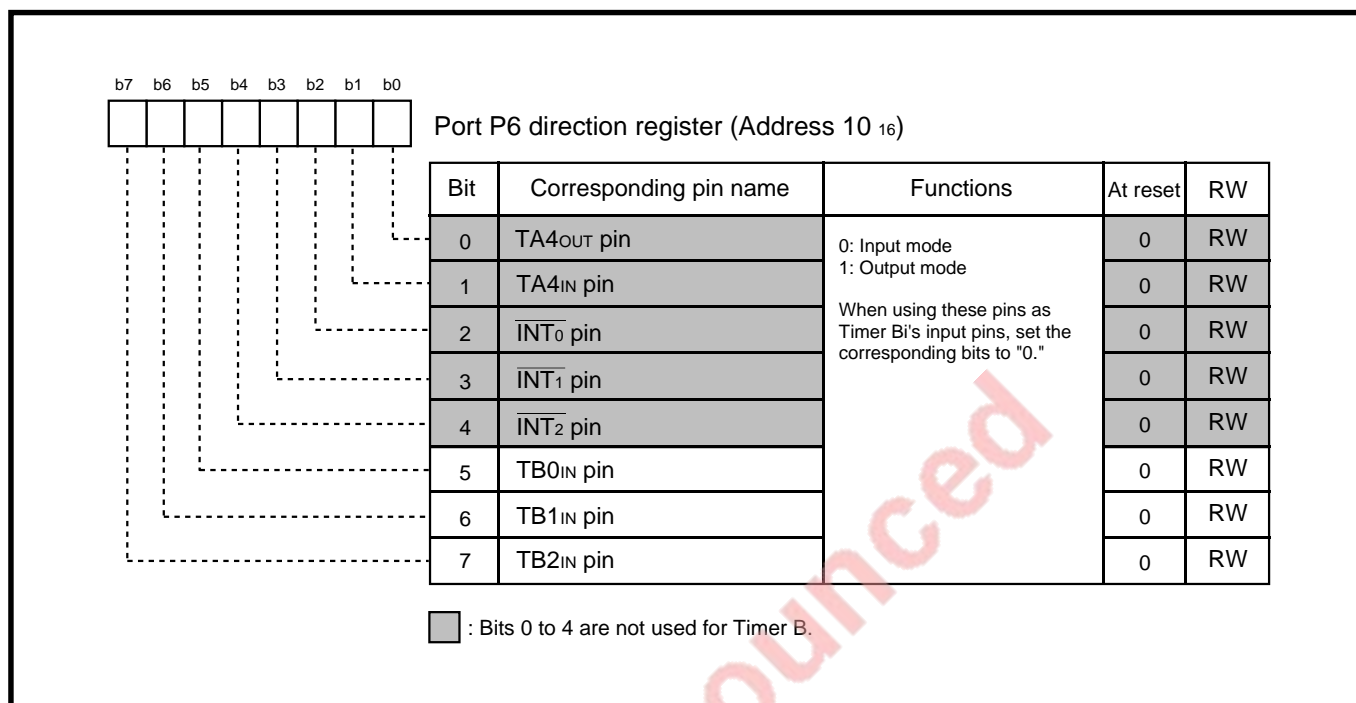 b7 b6 b5 b4 b3 b2 b1 b0
Port P6 direction register (Address 10 16)
Bit Corresponding pin name Functions At reset RW
0 TA4OUT pin 0 RW
1 TA4IN pin 0 RW
2 INT0 pin 0 RW
3 INT1 pin 0 RW
4 INT2 pin 0 RW
5 TB0IN pin 0 RW
6 TB1IN pin 0 RW
7 TB2IN pin 0 RW
0: Input mode
1: Output mode
When using these pins as
Timer Bi's input pins, set the
corresponding bits to "0."
: Bits 0 to 4 are not used for Timer B.
ounced